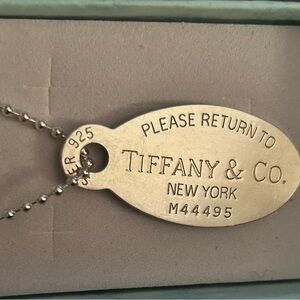 PLEASE RETURN TO
TIFFANY & CO.
NEW YORK
M44495
925